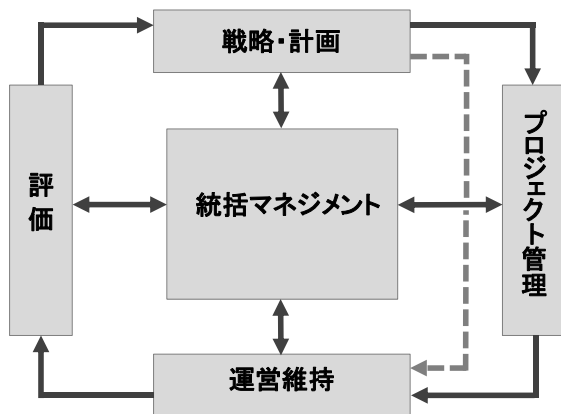 戦略・計画
プロジェクト管理
評価
統括マネジメント
運営維持